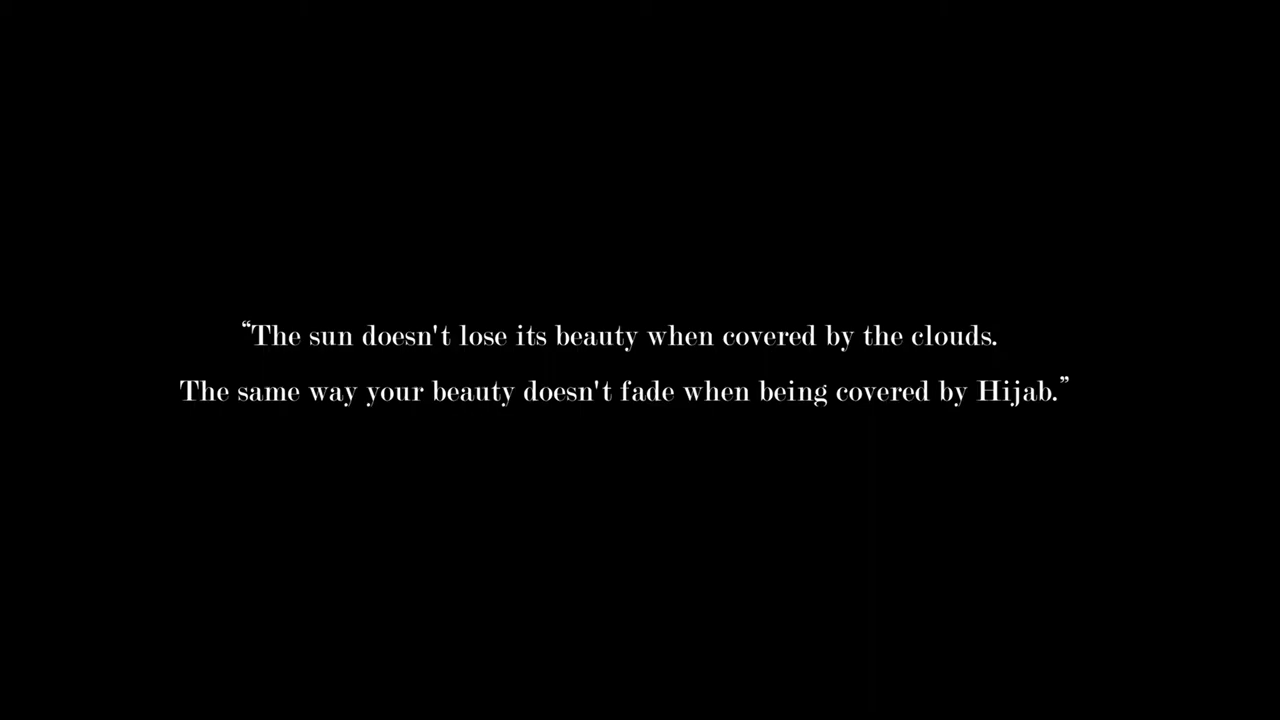 “The sun doesn't lose its beauty when covered by the clouds.
The same way your beauty doesn't fade when being covered by Hijab.”